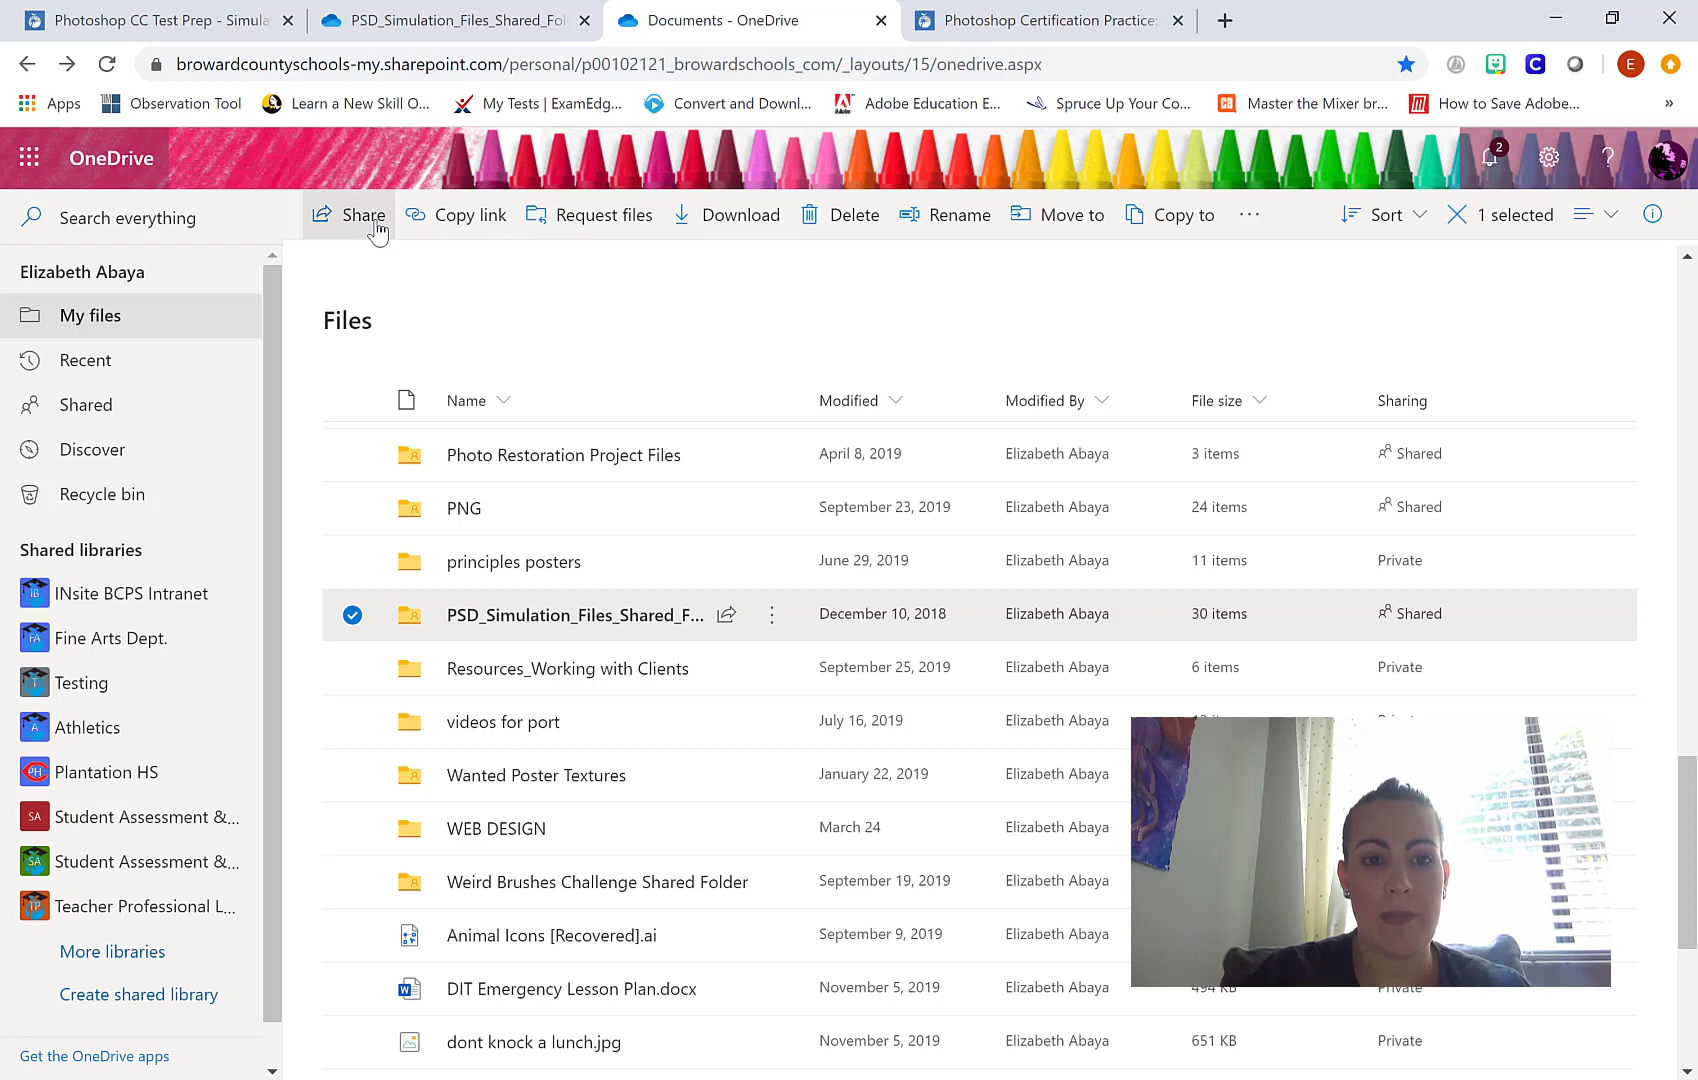 Photoshop CC Test Prep - Simula
PSD_Simulation_Files_Shared_Fol
Documents - OneDrive
Photoshop Certification Practice:
browardcountyschools-my.sharepoint.com/personal/p00102121_browardschools_com/_layouts/15/onedrive.aspx
E
Apps
Observation Tool
Learn a New Skill O...
My Tests | ExamEdg...
Convert and Downl...
Adobe Education E...
Spruce Up Your Co...
CB Master the Mixer br...
How to Save Adobe...
OneDrive
2
Search everything
Share
Copy link
Request files
Download
Delete
Rename
Move to
Copy to
Sort
1 selected
Elizabeth Abaya
My files
Recent
Shared
Discover
Recycle bin
Shared libraries
IB INsite BCPS Intranet
FA Fine Arts Dept.
T Testing
A Athletics
PH Plantation HS
SA Student Assessment &...
SA Student Assessment &...
TP Teacher Professional L...
More libraries
Create shared library
Get the OneDrive apps
Files
Name Modified Modified By File size Sharing
Photo Restoration Project Files April 8, 2019 Elizabeth Abaya 3 items Shared
PNG September 23, 2019 Elizabeth Abaya 24 items Shared
principles posters June 29, 2019 Elizabeth Abaya 11 items Private
PSD_Simulation_Files_Shared_F... December 10, 2018 Elizabeth Abaya 30 items Shared
Resources_Working with Clients September 25, 2019 Elizabeth Abaya 6 items Private
videos for port July 16, 2019 Elizabeth Abaya
Wanted Poster Textures January 22, 2019 Elizabeth Abaya
WEB DESIGN March 24 Elizabeth Abaya
Weird Brushes Challenge Shared Folder September 19, 2019 Elizabeth Abaya
Animal Icons [Recovered].ai September 9, 2019 Elizabeth Abaya
DIT Emergency Lesson Plan.docx November 5, 2019 Elizabeth Abaya 494 KB Private
dont knock a lunch.jpg November 5, 2019 Elizabeth Abaya 651 KB Private